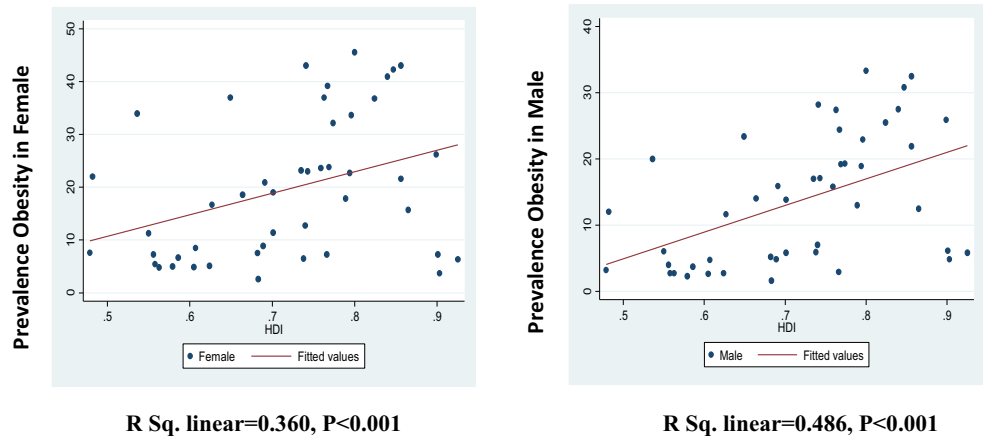 Prevalence Obesity in Female
50
40
30
20
10
0
.5 .6 .7 .8 .9
HDI
Female Fitted values
R Sq. linear=0.360, P<0.001
Prevalence Obesity in Male
40
30
20
10
0
.5 .6 .7 .8 .9
HDI
Male Fitted values
R Sq. linear=0.486, P<0.001